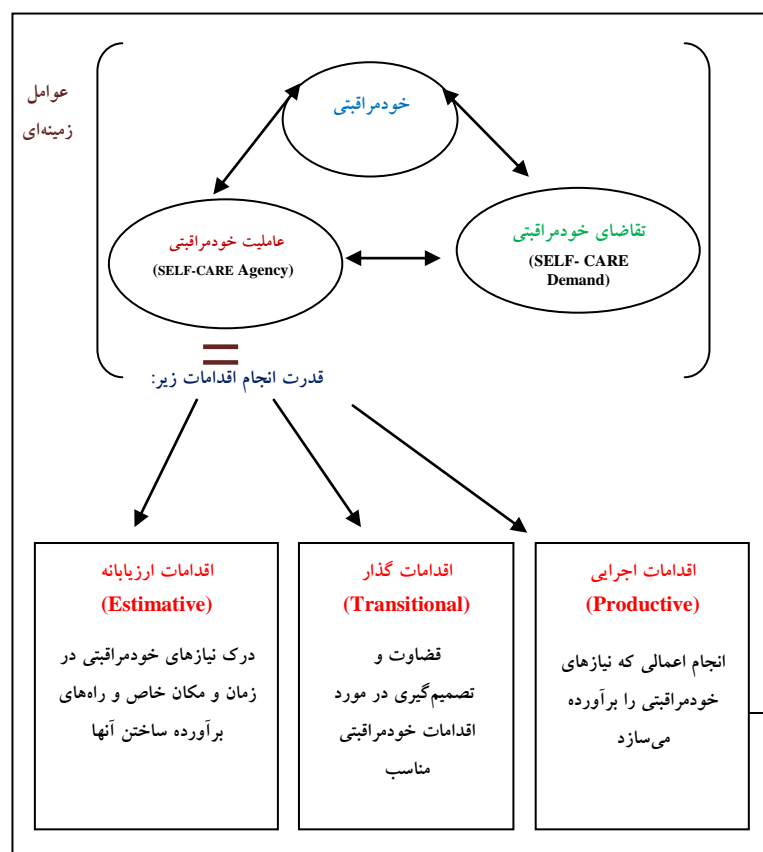 خودمراقبتی
عوامل
زمینه‌ای
تقاضای خودمراقبتی
(SELF- CARE
Demand)
عاملیت خودمراقبتی
(SELF-CARE Agency)
قدرت انجام اقدامات زیر:
اقدامات اجرایی
(Productive)
انجام اعمالی که نیازهای
خودمراقبتی را برآورده
می‌سازد
اقدامات گذار
(Transitional)
قضاوت و
تصمیم‌گیری در مورد
اقدامات خودمراقبتی
مناسب
اقدامات ارزیابانه
(Estimative)
درک نیازهای خودمراقبتی در
زمان و مکان خاص و راه‌های
برآورده ساختن آنها